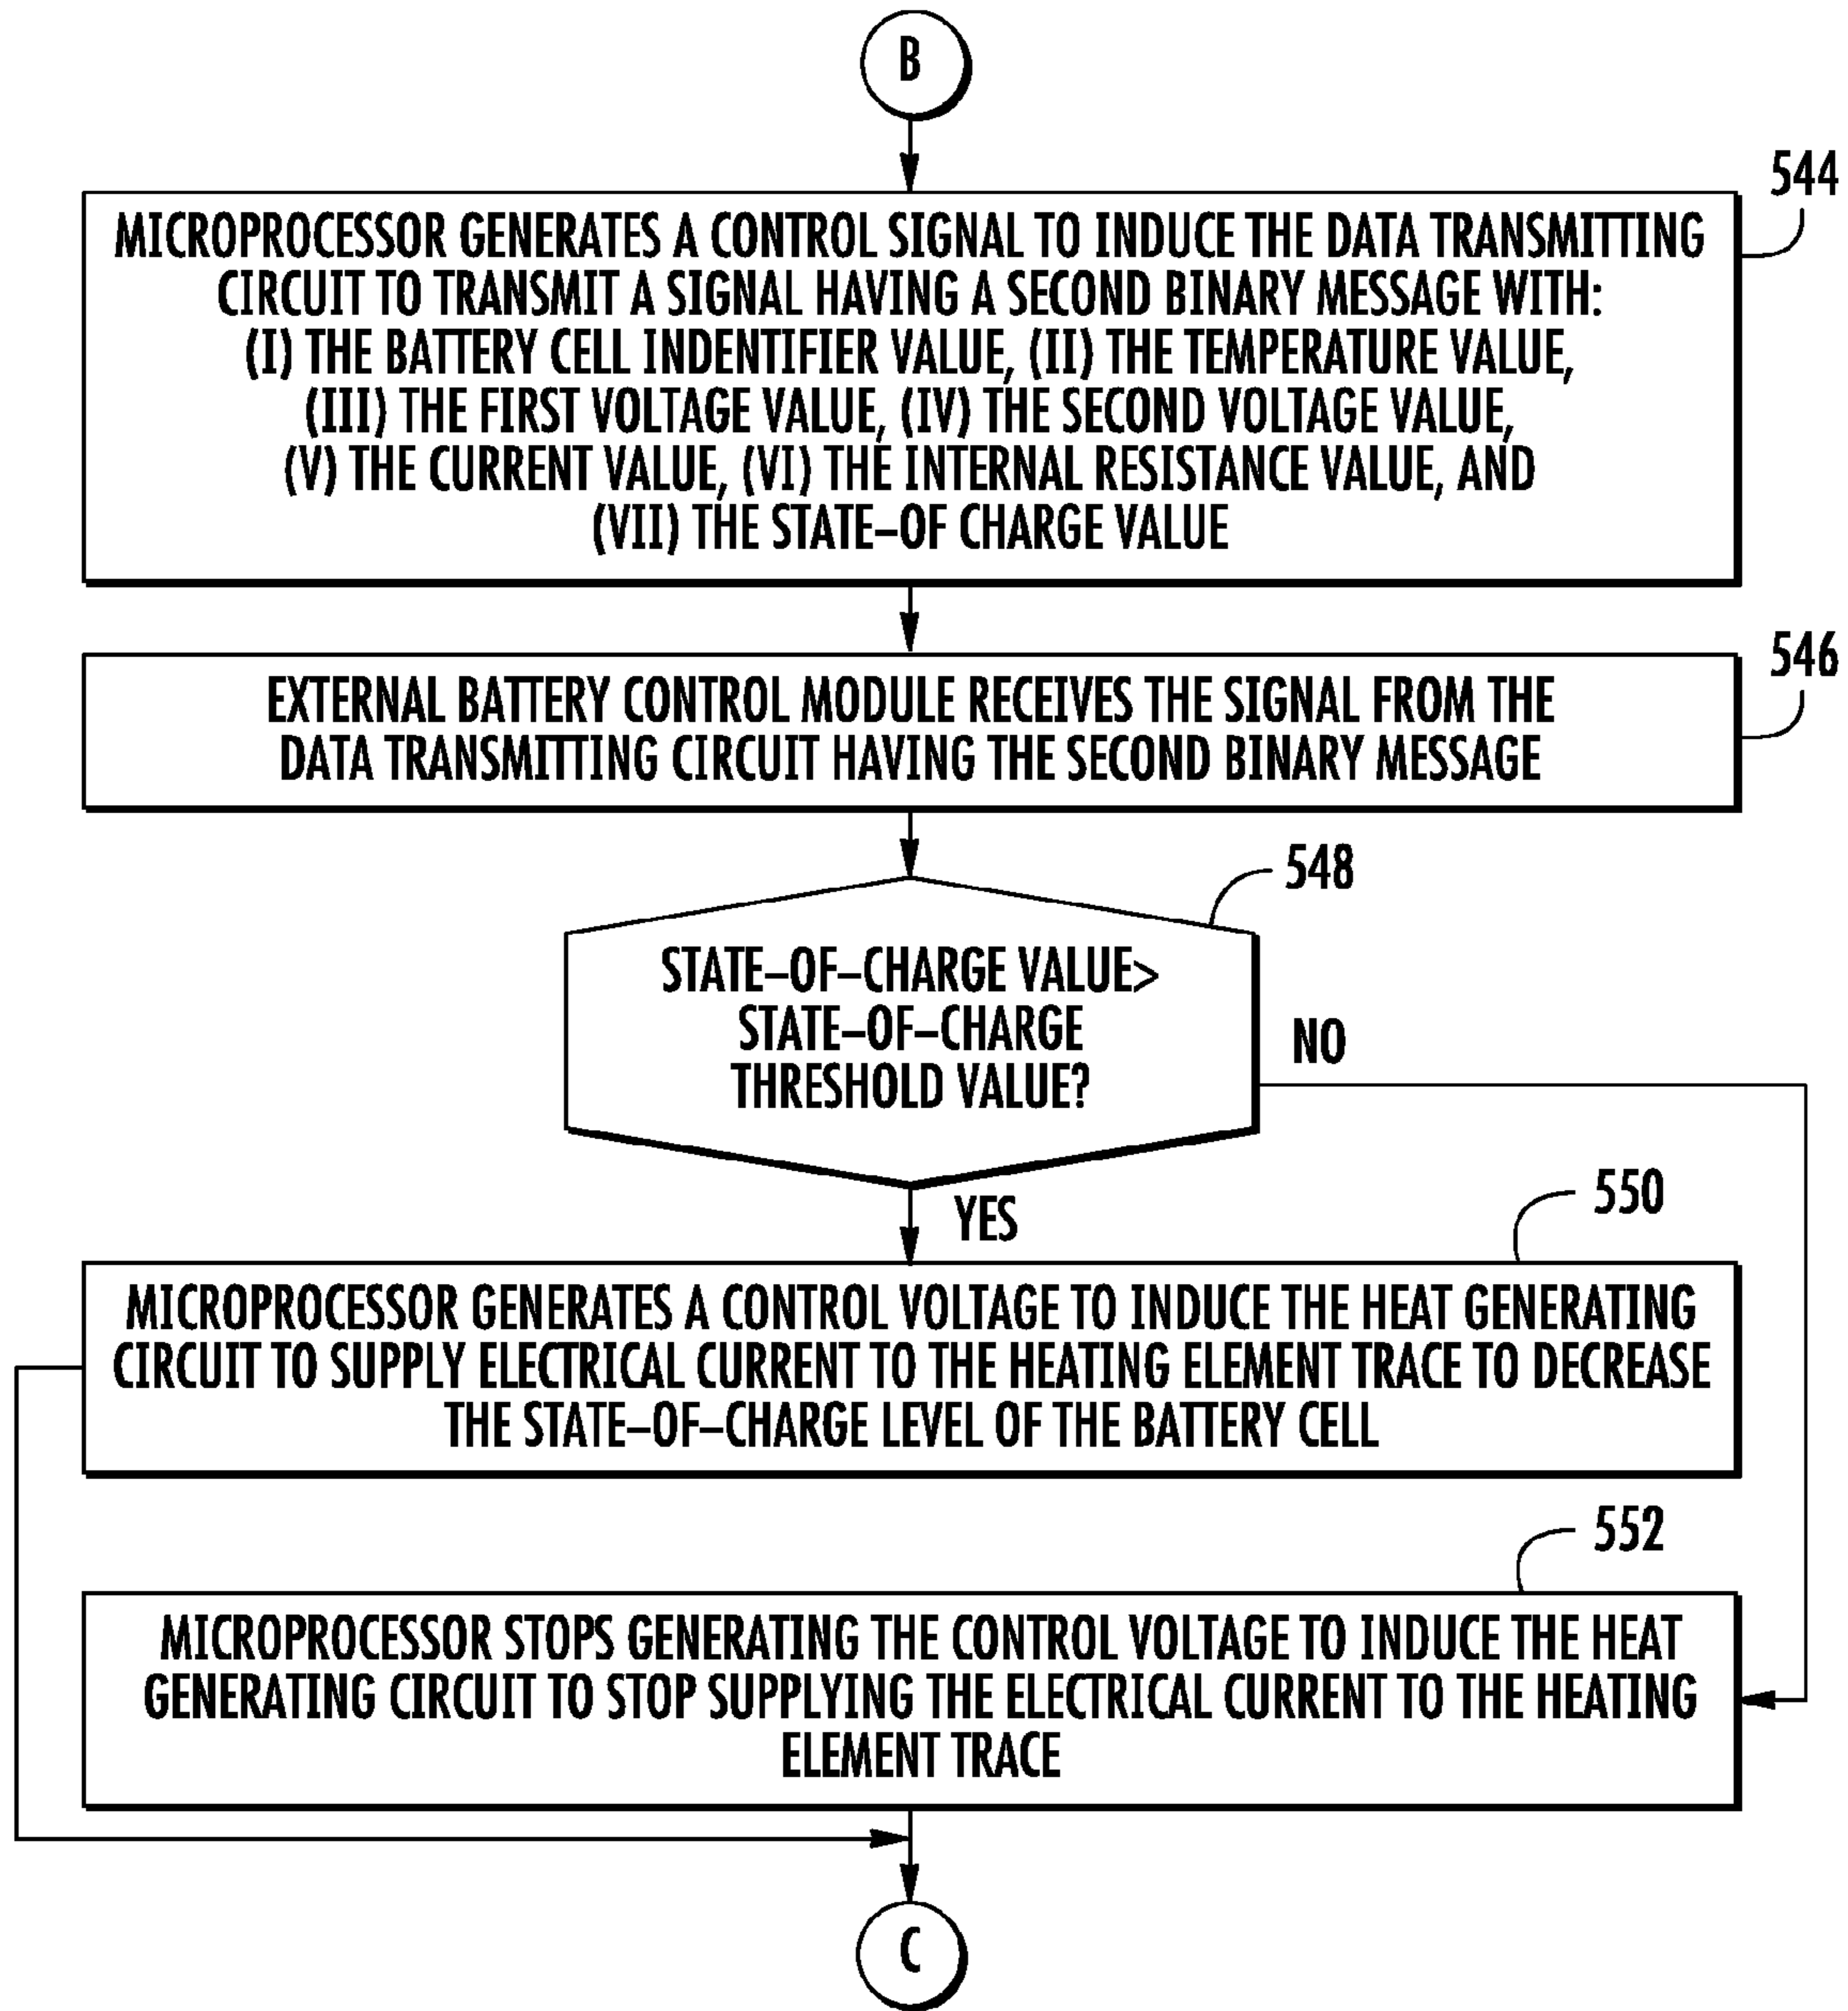 B
544
MICROPROCESSOR GENERATES A CONTROL SIGNAL TO INDUCE THE DATA TRANSMITTING
CIRCUIT TO TRANSMIT A SIGNAL HAVING A SECOND BINARY MESSAGE WITH:
(I) THE BATTERY CELL INDENTIFIER VALUE, (II) THE TEMPERATURE VALUE,
(III) THE FIRST VOLTAGE VALUE, (IV) THE SECOND VOLTAGE VALUE,
(V) THE CURRENT VALUE, (VI) THE INTERNAL RESISTANCE VALUE, AND
(VII) THE STATE–OF CHARGE VALUE
546
EXTERNAL BATTERY CONTROL MODULE RECEIVES THE SIGNAL FROM THE
DATA TRANSMITTING CIRCUIT HAVING THE SECOND BINARY MESSAGE
548
STATE–OF–CHARGE VALUE>
STATE–OF–CHARGE
THRESHOLD VALUE?
NO
YES
550
MICROPROCESSOR GENERATES A CONTROL VOLTAGE TO INDUCE THE HEAT GENERATING
CIRCUIT TO SUPPLY ELECTRICAL CURRENT TO THE HEATING ELEMENT TRACE TO DECREASE
THE STATE–OF–CHARGE LEVEL OF THE BATTERY CELL
552
MICROPROCESSOR STOPS GENERATING THE CONTROL VOLTAGE TO INDUCE THE HEAT
GENERATING CIRCUIT TO STOP SUPPLYING THE ELECTRICAL CURRENT TO THE HEATING
ELEMENT TRACE
C